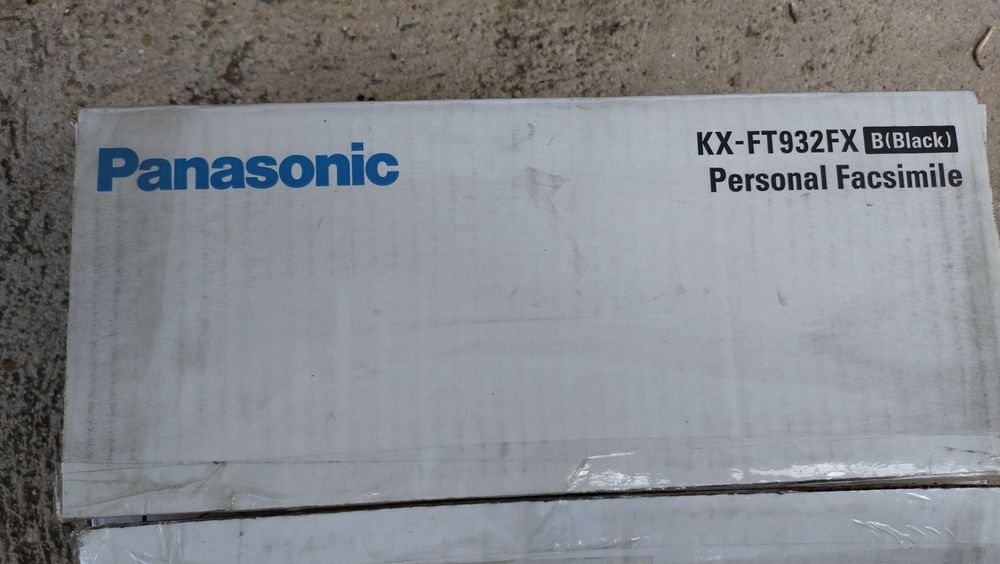 Panasonic
KX-FT932FX B(Black)
Personal Facsimile